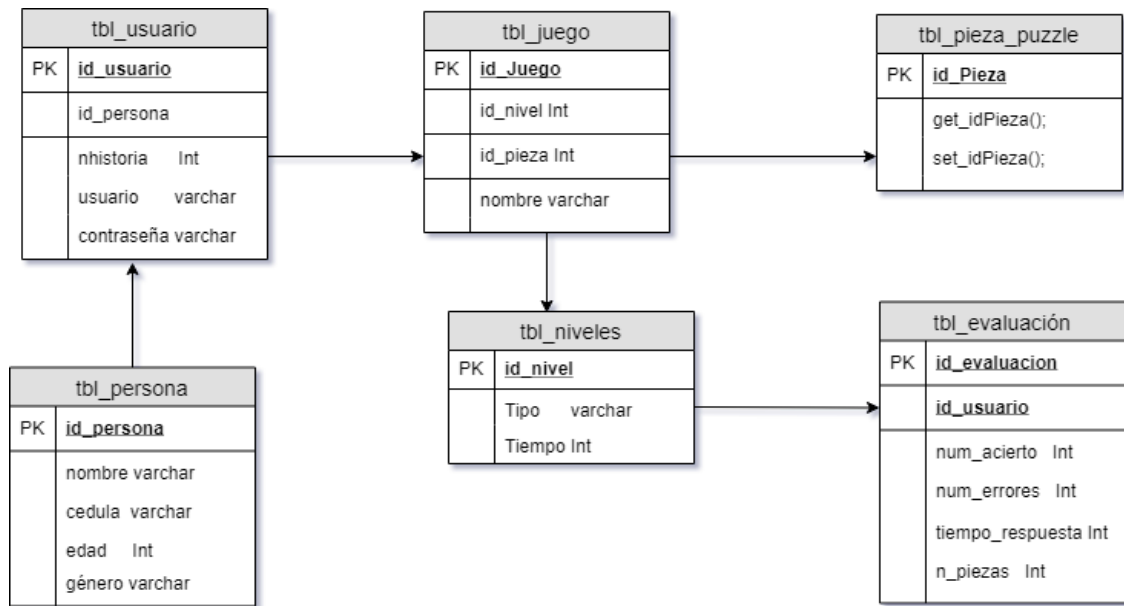 tbl_usuario
PK id_usuario
id_persona
nhistoria Int
usuario varchar
contraseña varchar
tbl_juego
PK id_Juego
id_nivel Int
id_pieza Int
nombre varchar
tbl_pieza_puzzle
PK id_Pieza
get_idPieza();
set_idPieza();
tbl_persona
PK id_persona
nombre varchar
cedula varchar
edad Int
género varchar
tbl_niveles
PK id_nivel
Tipo varchar
Tiempo Int
tbl_evaluación
PK id_evaluacion
id_usuario
num_acierto Int
num_errores Int
tiempo_respuesta Int
n_piezas Int